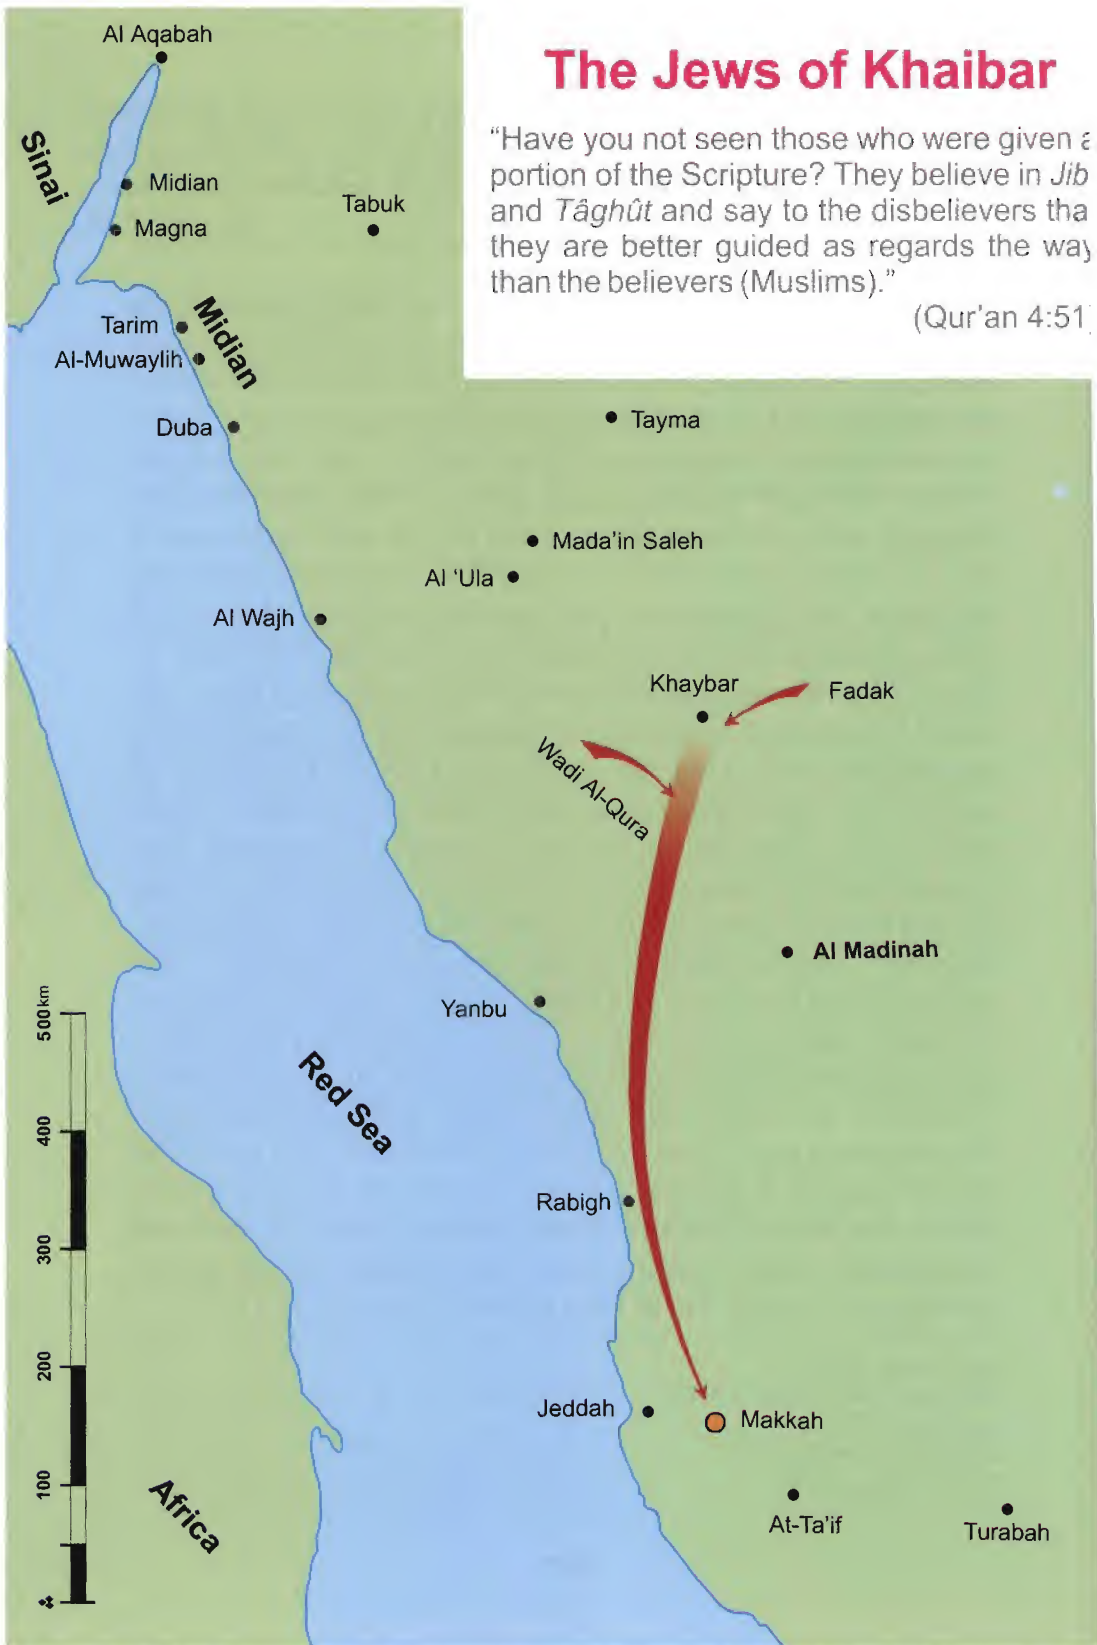 The Jews of Khaibar
“Have you not seen those who were given
portion of the Scripture? They believe in Jib
and Tâghût and say to the disbelievers tha
they are better guided as regards the way
than the believers (Muslims).”
(Qur’an 4:51
Al Aqabah
Sinai
Midian
Magna
Tabuk
Tarim
Midian
Al-Muwaylih
Duba
Tayma
Mada’in Saleh
Al ‘Ula
Al Wajh
Khaybar
Fadak
Wadi Al-Qura
Al Madinah
Yanbu
Red Sea
Rabigh
Jeddah
Makkah
At-Ta’if
Turabah
Africa
500km
400
300
200
100